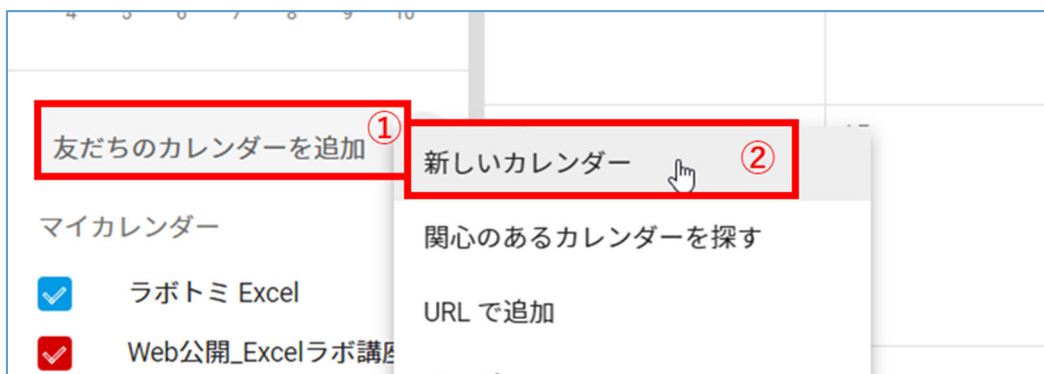 4 5 6 7 8 9 10
友だちのカレンダーを追加 ①
新しいカレンダー ②
マイカレンダー
関心のあるカレンダーを探す
ラボトミ Excel
URL で追加
Web公開_Excelラボ講座